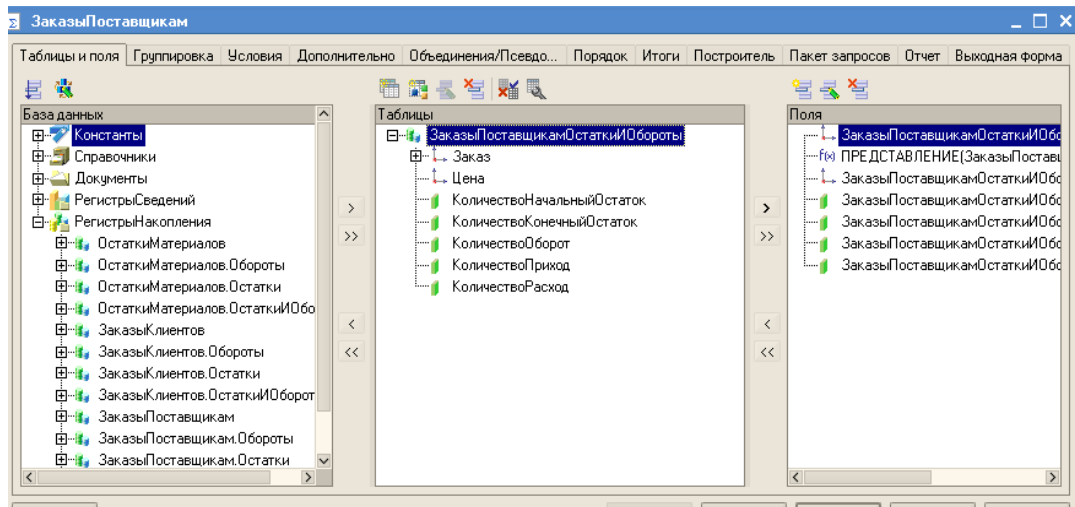 ЗаказыПоставщикам
Таблицы и поля Группировка Условия Дополнительно Объединения/Псевдо... Порядок Итоги Построитель Пакет запросов Отчет Выходная форма
База данных
Константы
Справочники
Документы
РегистрыСведений
РегистрыНакопления
ОстаткиМатериалов
ОстаткиМатериалов.Обороты
ОстаткиМатериалов.Остатки
ОстаткиМатериалов.ОстаткиИОбо
ЗаказыКлиентов
ЗаказыКлиентов.Обороты
ЗаказыКлиентов.Остатки
ЗаказыКлиентов.ОстаткиИОборот
ЗаказыПоставщикам
ЗаказыПоставщикам.Обороты
ЗаказыПоставщикам.Остатки
Таблицы
ЗаказыПоставщикамОстаткиИОбороты
Заказ
Цена
КоличествоНачальныйОстаток
КоличествоКонечныйОстаток
КоличествоОборот
КоличествоПриход
КоличествоРасход
Поля
ЗаказыПоставщикамОстаткиИОбо
f(x) ПРЕДСТАВЛЕНИЕ(ЗаказыПостав
ЗаказыПоставщикамОстаткиИОбо
ЗаказыПоставщикамОстаткиИОбо
ЗаказыПоставщикамОстаткиИОбо
ЗаказыПоставщикамОстаткиИОбо
ЗаказыПоставщикамОстаткиИОбо